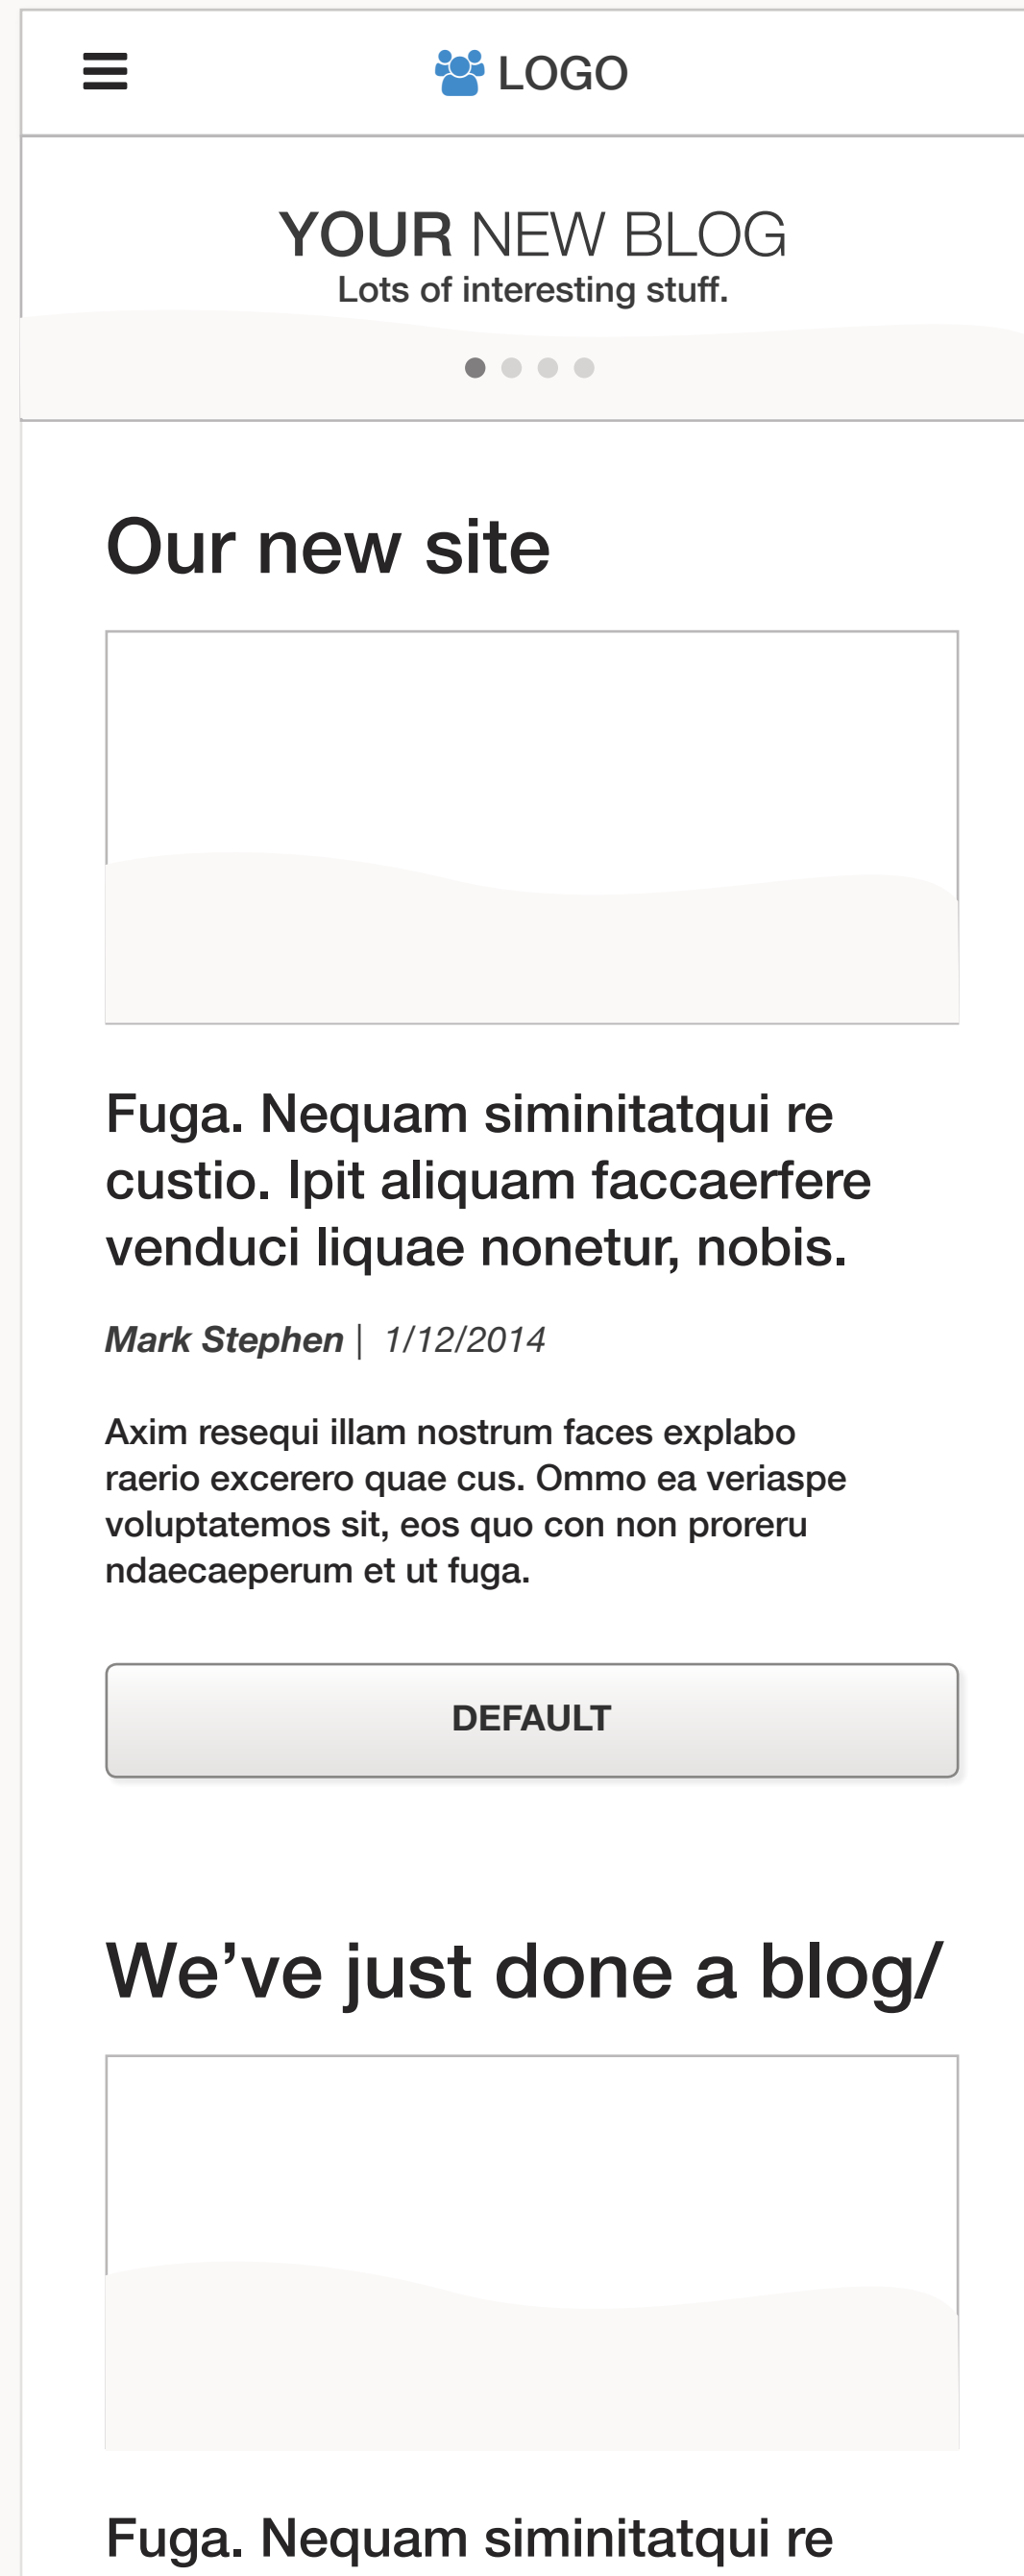 LOGO
YOUR NEW BLOG
Lots of interesting stuff.
Our new site
Fuga. Nequam siminitatqui re
custio. Ipit aliquam faccaerfere
venduci liquae nonetur, nobis.
Mark Stephen | 1/12/2014
Axim resequi illam nostrum faces explabo
raerio excerero quae cus. Ommo ea veriaspe
voluptatemos sit, eos quo con non proreru
ndaecaeperum et ut fuga.
DEFAULT
We’ve just done a blog/
Fuga. Nequam siminitatqui re